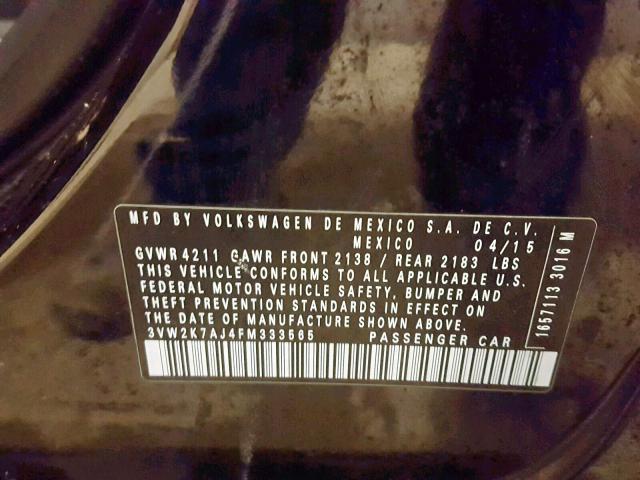 MFD BY VOLKSWAGEN DE MEXICO S.A. DE C.V.
MEXICO 04/15
GVWR 4211 GAWR FRONT 2138 / REAR 2183 LBS
THIS VEHICLE CONFORMS TO ALL APPLICABLE U.S.
FEDERAL MOTOR VEHICLE SAFETY, BUMPER AND
THEFT PREVENTION STANDARDS IN EFFECT ON
THE DATE OF MANUFACTURE SHOWN ABOVE.
3VW2K7AJ4FM333565 PASSENGER CAR
1657113 3016 M